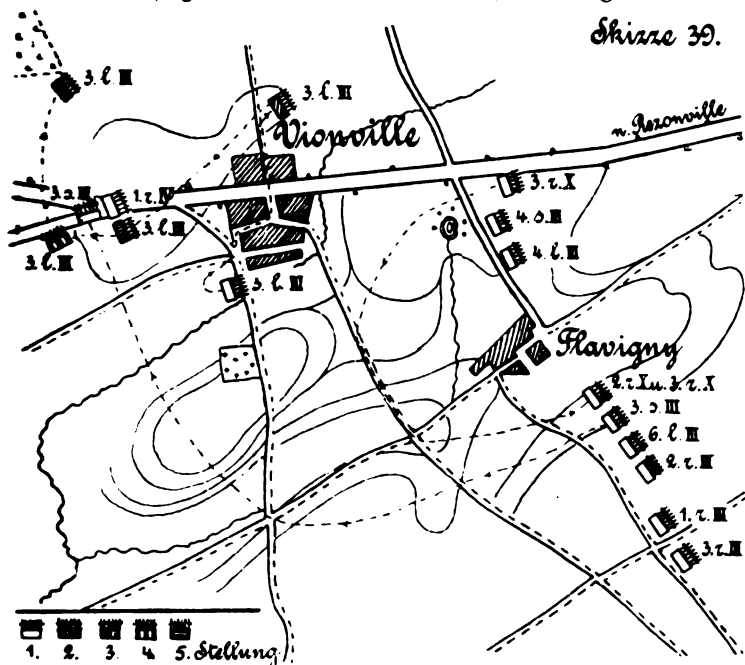 Skizze 39.
3. l. III
3. l. III
Vionville
n. Rezonville
3. s. III
1. r. IV
3. r. X
3. l. III
4. s. III
3. l. III
4. l. III
3. l. III
Flavigny
2. r. X u. 3. r. X
3. s. III
6. l. III
2. r. III
1. r. III
3. r. III
1. 2. 3. 4. 5. Stellung